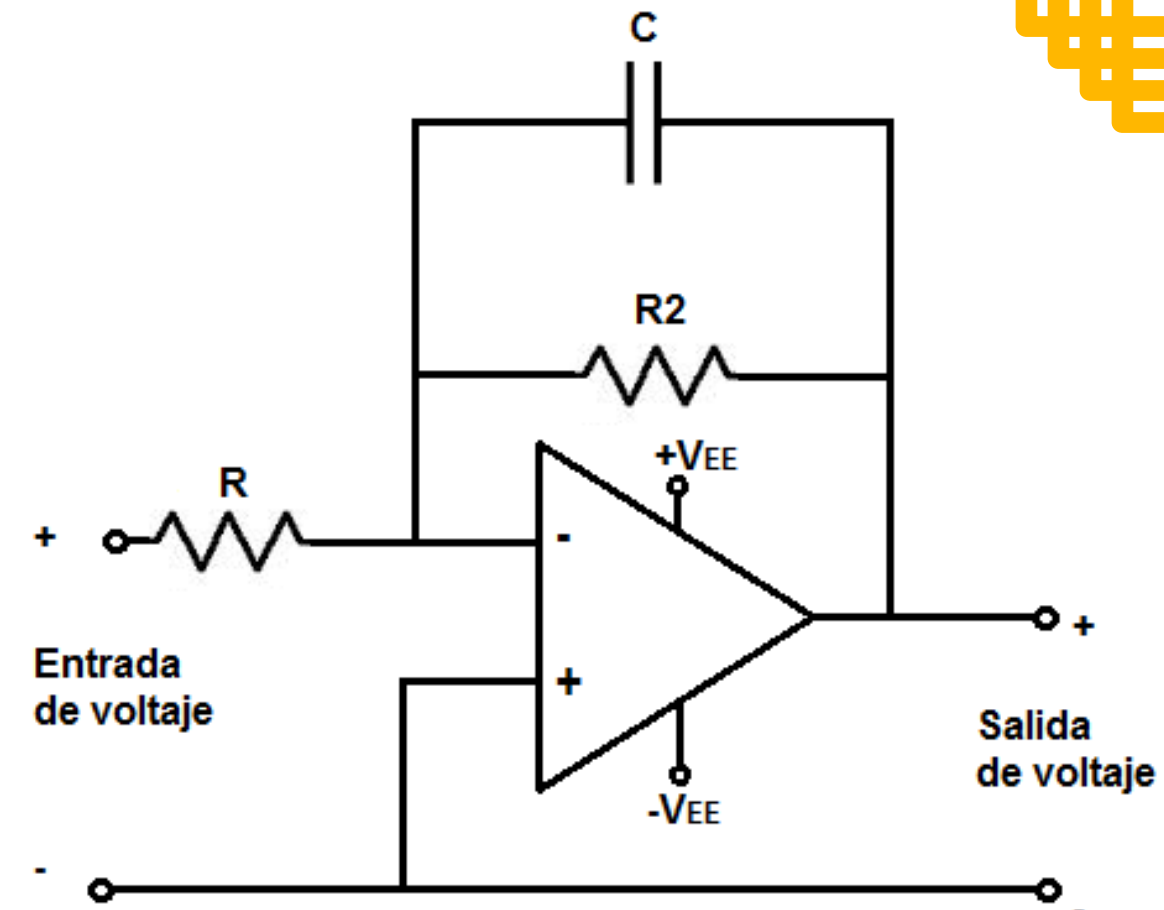 C
R2
+VEE
R
+
-
Entrada
de voltaje
+
+
Salida
de voltaje
-VEE
-